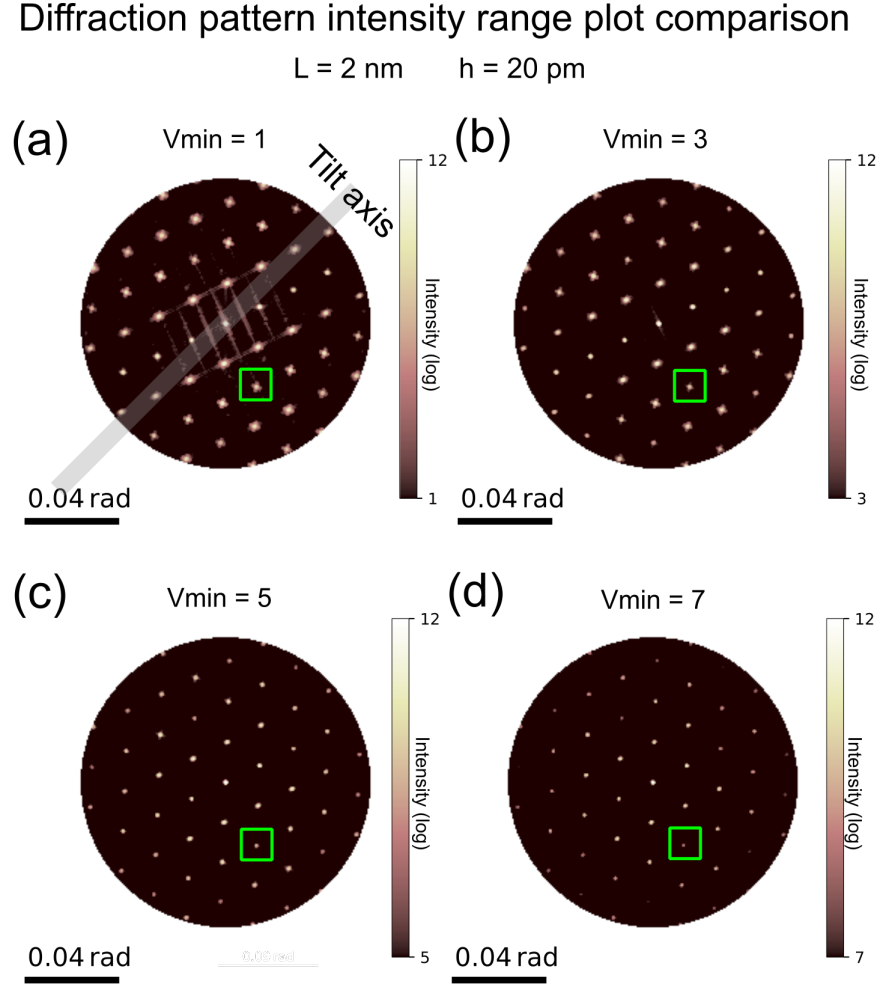 Diffraction pattern intensity range plot comparison
L = 2 nm h = 20 pm
(a) Vmin = 1
Tilt axis
12
Intensity (log)
1
0.04 rad
(b) Vmin = 3
12
Intensity (log)
3
0.04 rad
(c) Vmin = 5
12
Intensity (log)
5
0.04 rad
(d) Vmin = 7
12
Intensity (log)
7
0.04 rad